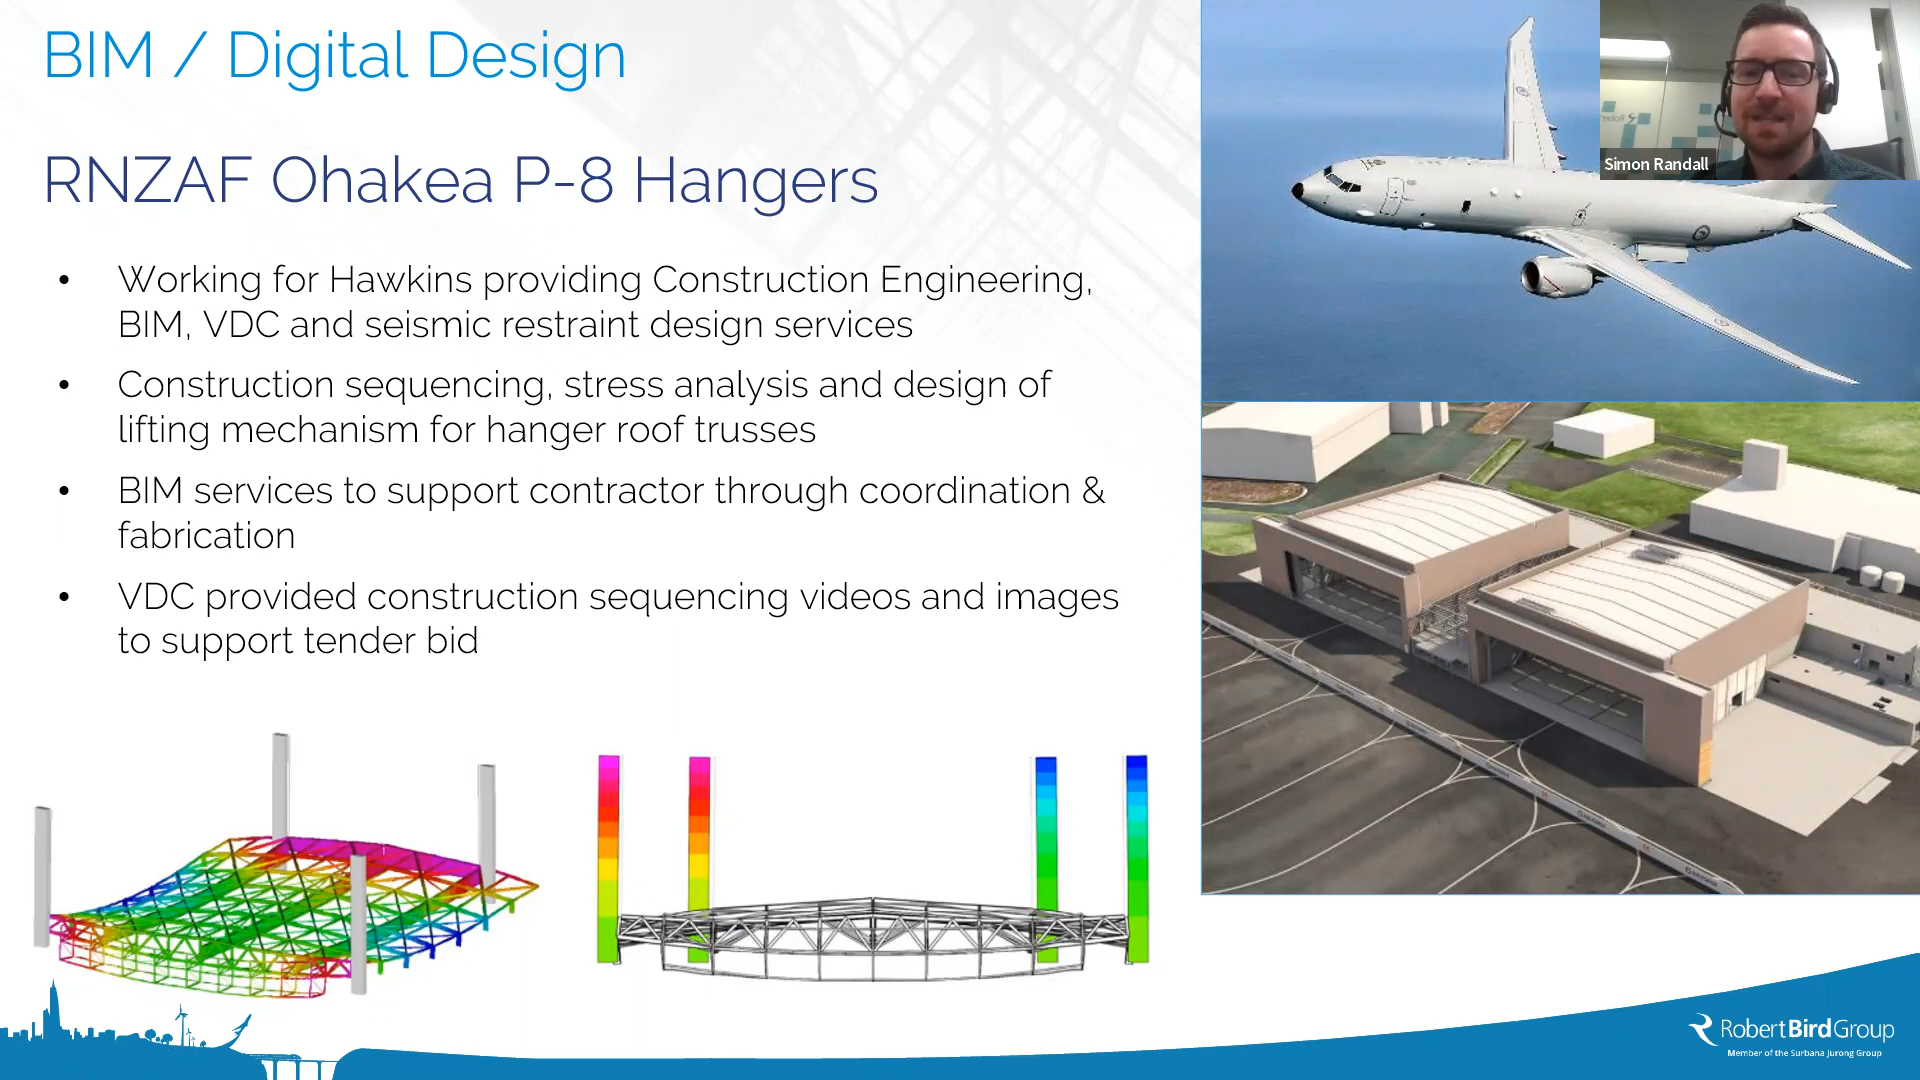 BIM / Digital Design
RNZAF Ohakea P-8 Hangers
• Working for Hawkins providing Construction Engineering,
BIM, VDC and seismic restraint design services
• Construction sequencing, stress analysis and design of
lifting mechanism for hanger roof trusses
• BIM services to support contractor through coordination &
fabrication
• VDC provided construction sequencing videos and images
to support tender bid
Simon Randall
RobertBirdGroup
Member of the Surbana Jurong Group